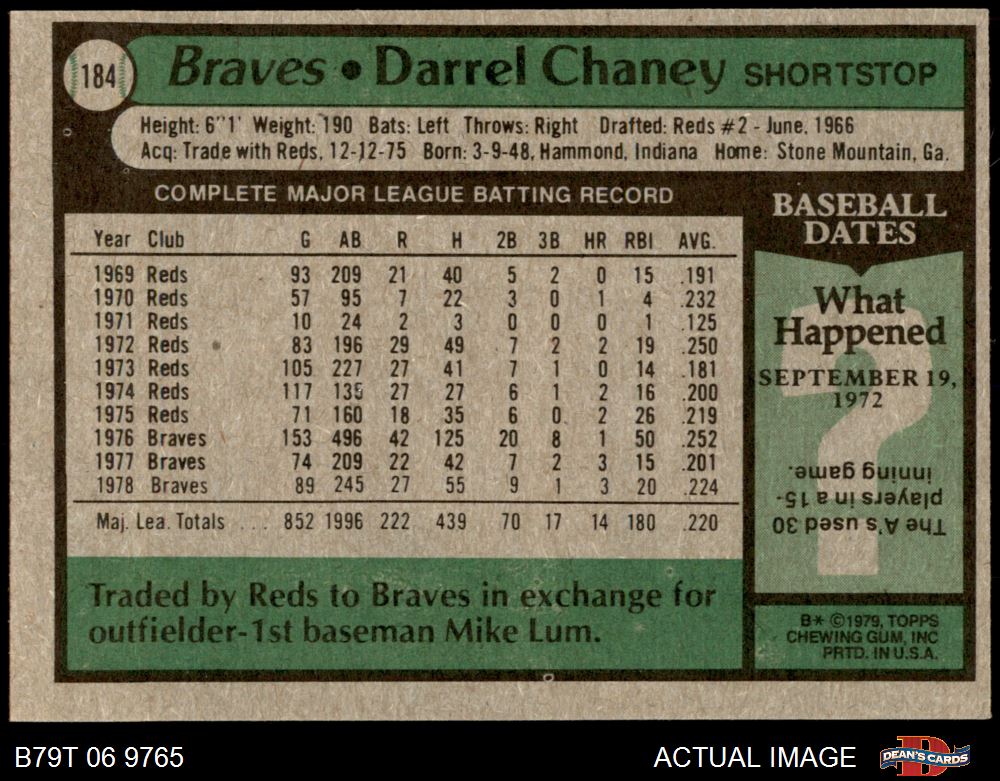 184
Braves • Darrel Chaney SHORTSTOP
Height: 6"1' Weight: 190 Bats: Left Throws: Right Drafted: Reds #2 - June, 1966
Acq: Trade with Reds, 12-12-75 Born: 3-9-48, Hammond, Indiana Home: Stone Mountain, Ga.
COMPLETE MAJOR LEAGUE BATTING RECORD
Year Club G AB R H 2B 3B HR RBI AVG.
1969 Reds 93 209 21 40 5 2 0 15 .191
1970 Reds 57 95 7 22 3 0 1 4 .232
1971 Reds 10 24 2 3 0 0 0 1 .125
1972 Reds 83 196 29 49 7 2 2 19 .250
1973 Reds 105 227 27 41 7 1 0 14 .181
1974 Reds 117 135 27 27 6 1 2 16 .200
1975 Reds 71 160 18 35 6 0 2 26 .219
1976 Braves 153 496 42 125 20 8 1 50 .252
1977 Braves 74 209 22 42 7 2 3 15 .201
1978 Braves 89 245 27 55 9 1 3 20 .224
Maj. Lea. Totals ... 852 1996 222 439 70 17 14 180 .220
Traded by Reds to Braves in exchange for
outfielder-1st baseman Mike Lum.
BASEBALL
DATES
What
Happened
SEPTEMBER 19,
1972
The A's used 30
players in a 15-
inning game.
B* ©1979, TOPPS
CHEWING GUM, INC
PRTD. IN U.S.A.
B79T 06 9765
ACTUAL IMAGE
D
DEAN'S CARDS